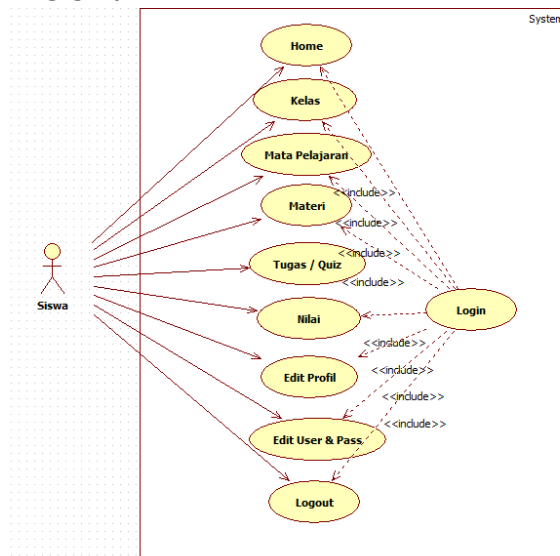 System
Home
Kelas
Mata Pelajaran
<<include>>
Materi
<<include>>
<<include>>
Tugas / Quiz
<<include>>
Siswa
Nilai
Login
<<include>>
<<include>>
Edit Profil
<<include>>
<<include>>
Edit User & Pass
Logout